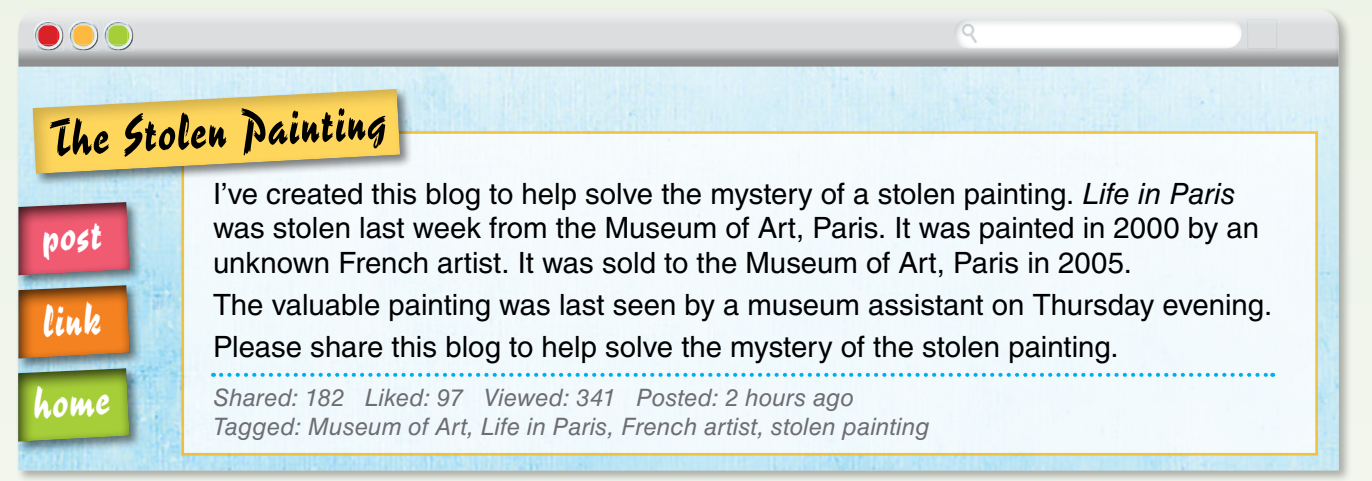 The Stolen Painting
I've created this blog to help solve the mystery of a stolen painting. Life in Paris
was stolen last week from the Museum of Art, Paris. It was painted in 2000 by an
unknown French artist. It was sold to the Museum of Art, Paris in 2005.
The valuable painting was last seen by a museum assistant on Thursday evening.
Please share this blog to help solve the mystery of the stolen painting.
Shared: 182 Liked: 97 Viewed: 341 Posted: 2 hours ago
Tagged: Museum of Art, Life in Paris, French artist, stolen painting
post
link
home